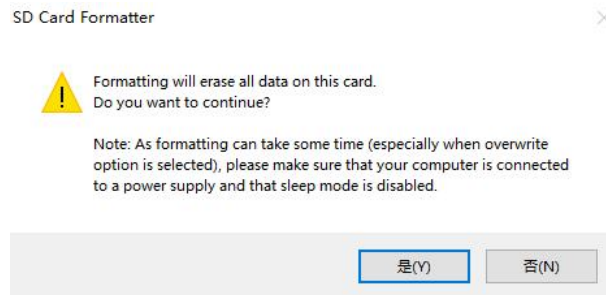 SD Card Formatter
Formatting will erase all data on this card.
Do you want to continue?
Note: As formatting can take some time (especially when overwrite
option is selected), please make sure that your computer is connected
to a power supply and that sleep mode is disabled.
是(Y)
否(N)